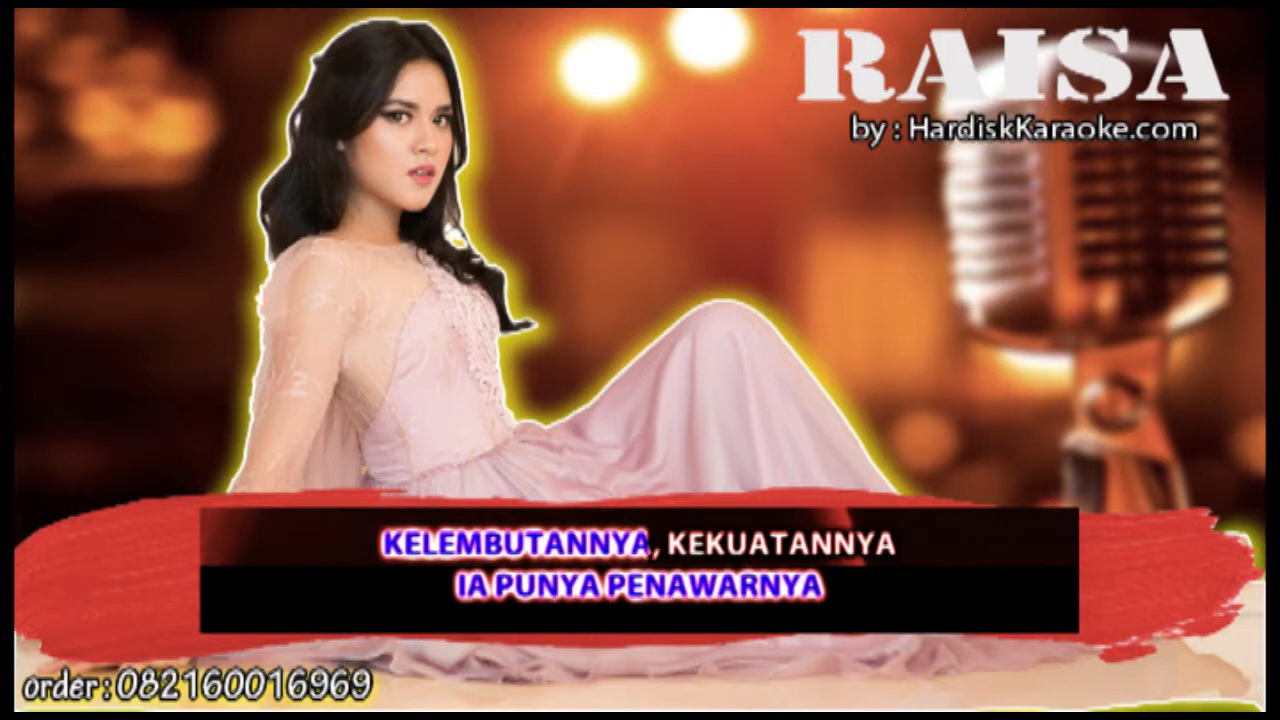 RAISA
by : HardiskKaraoke.com
KELEMBUTANNYA, KEKUATANNYA
IA PUNYA PENAWARNYA
order : 082160016969